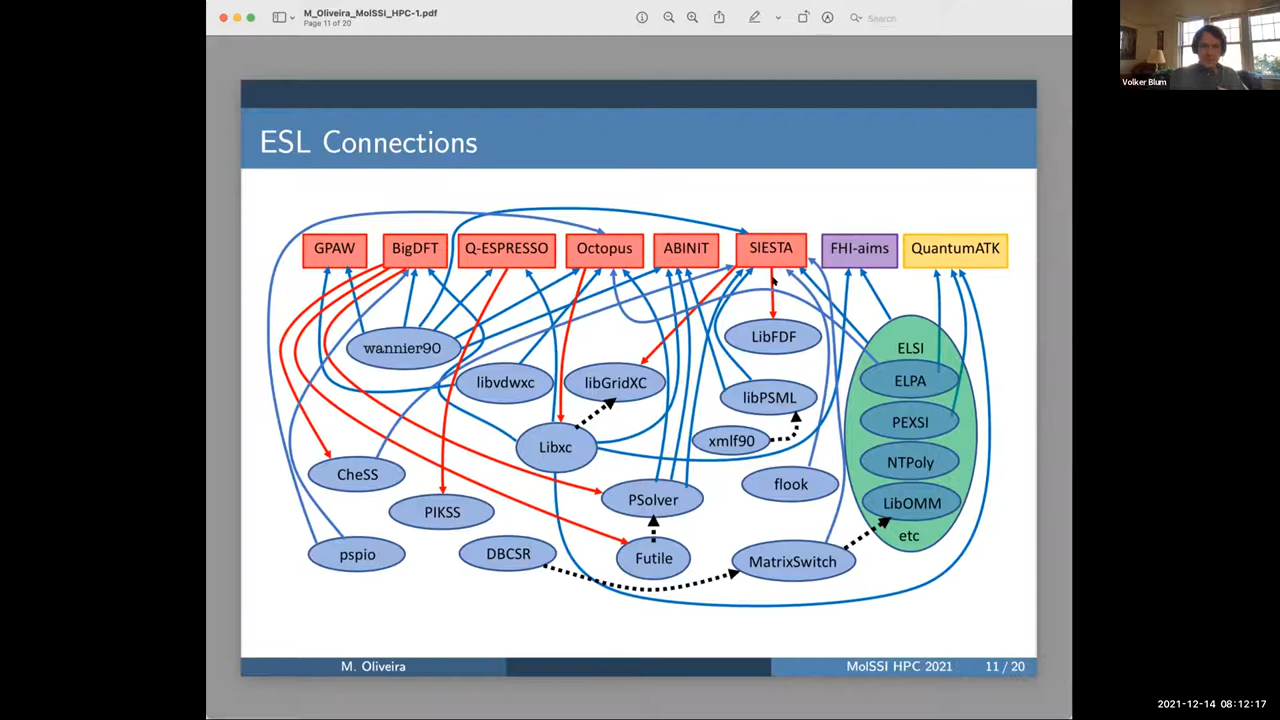 M_Oliveira_MolSSI_HPC-1.pdf
Page 11 of 20
Search
Volker Blum
ESL Connections
GPAW
BigDFT
Q-ESPRESSO
Octopus
ABINIT
SIESTA
FHI-aims
QuantumATK
wannier90
LibFDF
ELSI
libvdwxc
libGridXC
libPSML
ELPA
Libxc
xmlf90
PEXSI
CheSS
flook
NTPoly
PIKSS
PSolver
LibOMM
pspio
DBCSR
Futile
MatrixSwitch
etc
M. Oliveira
MolSSI HPC 2021
11 / 20
2021-12-14 08:12:17